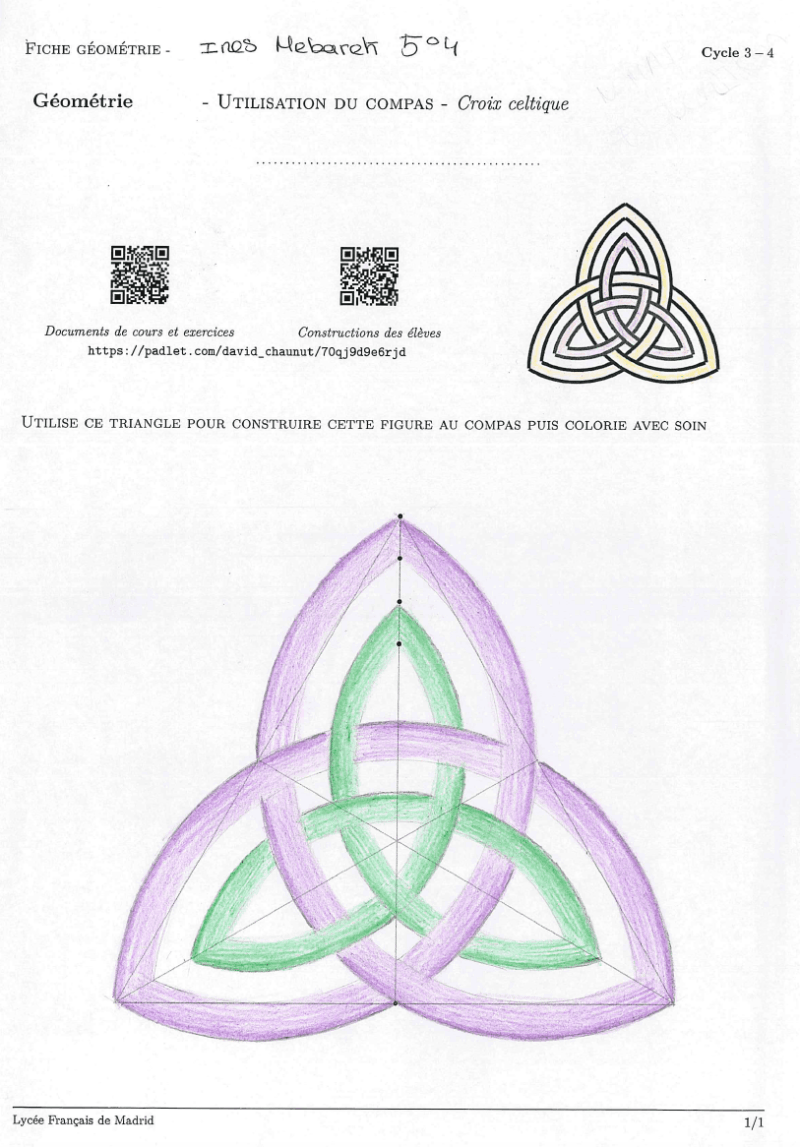 FICHE GÉOMÉTRIE - Ines Mebarek 5°4
Cycle 3 – 4
Géométrie - UTILISATION DU COMPAS - Croix celtique
Documents de cours et exercices
Constructions des élèves
https://padlet.com/david_chaunut/70qj9d9e6rjd
UTILISE CE TRIANGLE POUR CONSTRUIRE CETTE FIGURE AU COMPAS PUIS COLORIE AVEC SOIN
Lycée Français de Madrid
1/1